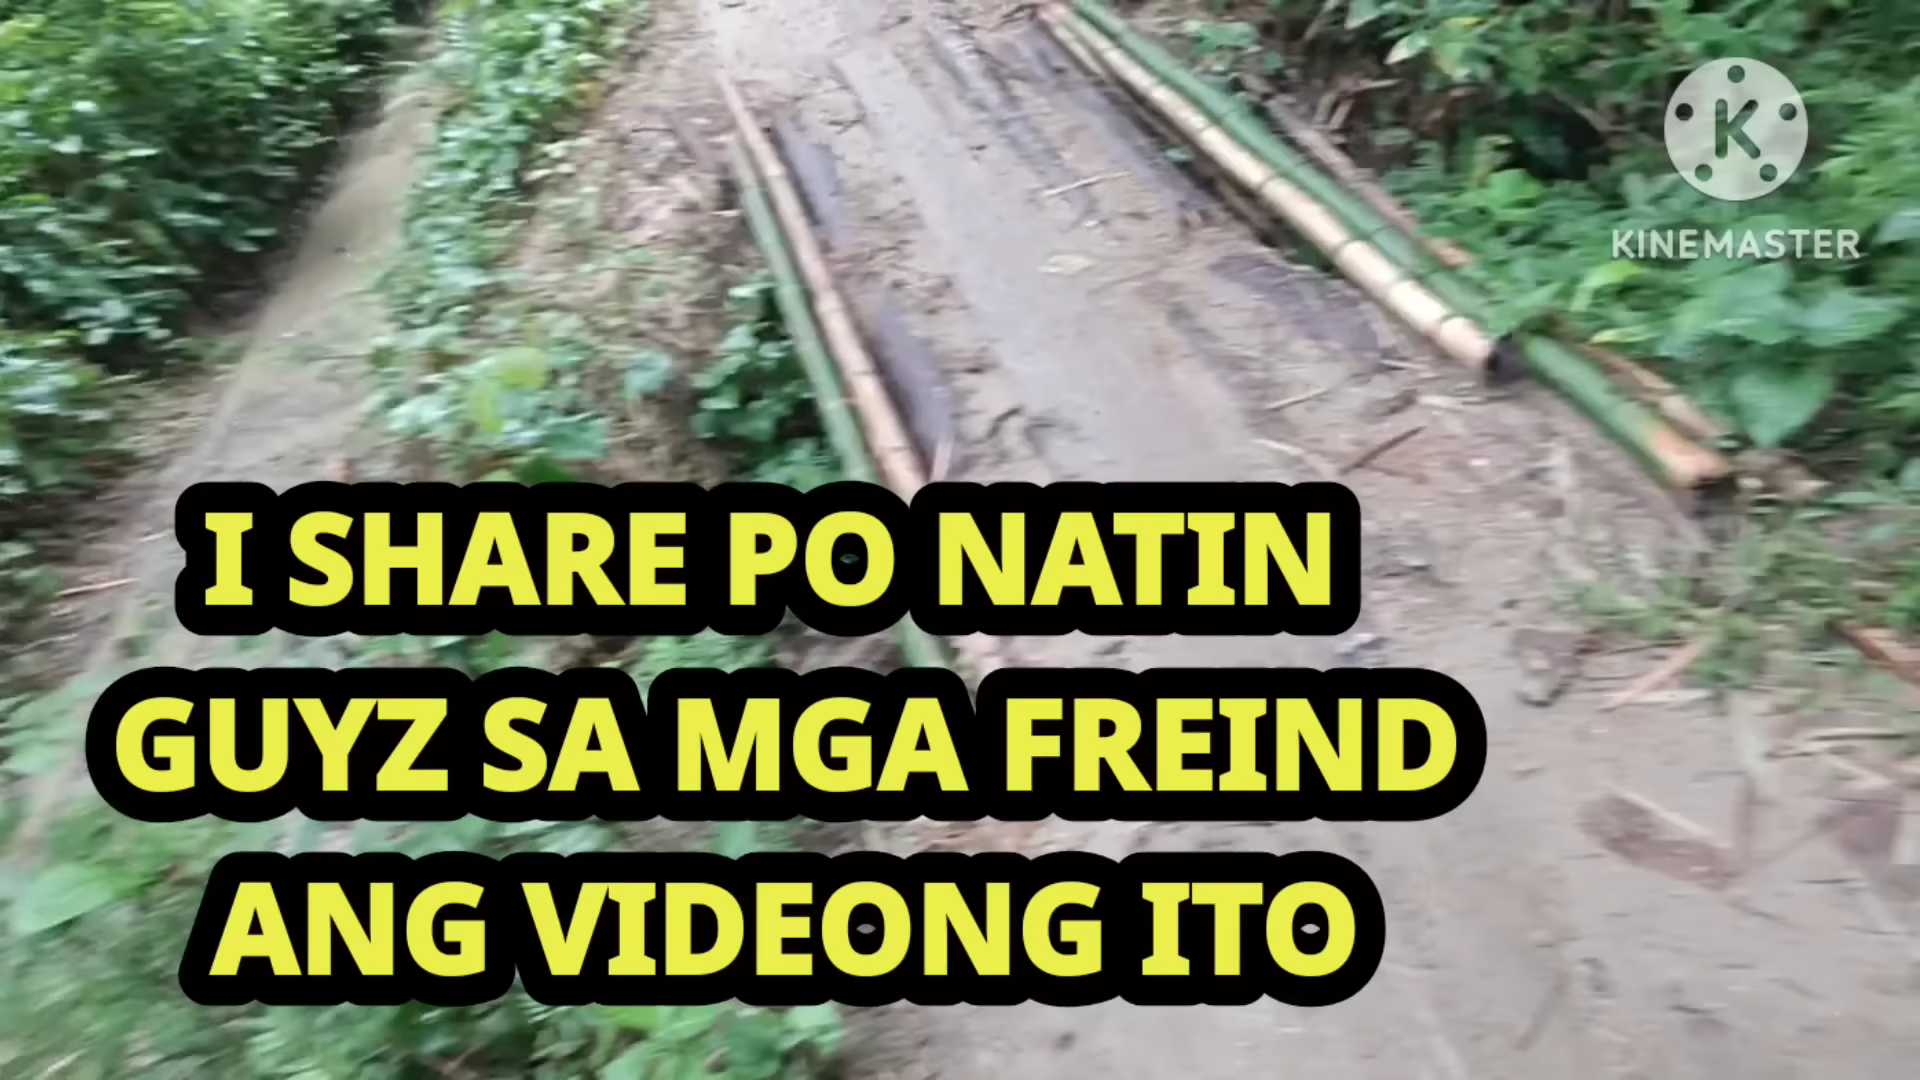 K
KINEMASTER
I SHARE PO NATIN
GUYZ SA MGA FREIND
ANG VIDEONG ITO